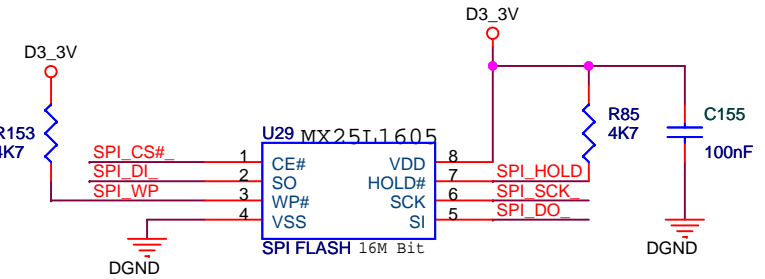 D3_3V
D3_3V
R153
4K7
U29 MX25L1605
R85
4K7
C155
100nF
SPI_CS#_ 1 CE# VDD 8
SPI_DI_ 2 SO HOLD# 7 SPI_HOLD
SPI_WP 3 WP# SCK 6 SPI_SCK_
4 VSS SI 5 SPI_DO_
SPI FLASH 16M Bit
DGND
DGND